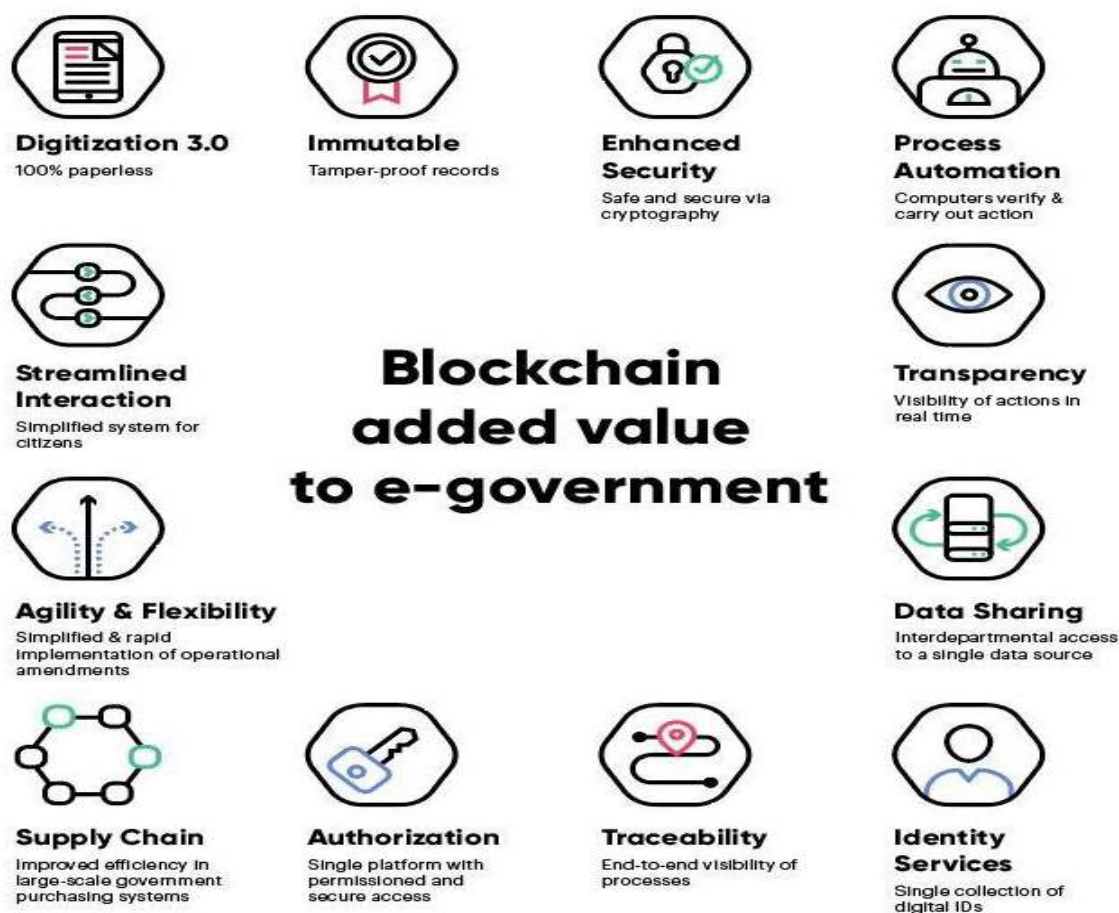 Digitization 3.0
100% paperless
Immutable
Tamper-proof records
Enhanced
Security
Safe and secure via
cryptography
Process
Automation
Computers verify &
carry out action
Streamlined
Interaction
Simplified system for
citizens
Blockchain
added value
to e-government
Transparency
Visibility of actions in
real time
Agility & Flexibility
Simplified & rapid
implementation of operational
amendments
Data Sharing
Interdepartmental access
to a single data source
Supply Chain
Improved efficiency in
large-scale government
purchasing systems
Authorization
Single platform with
permissioned and
secure access
Traceability
End-to-end visibility of
processes
Identity
Services
Single collection of
digital IDs